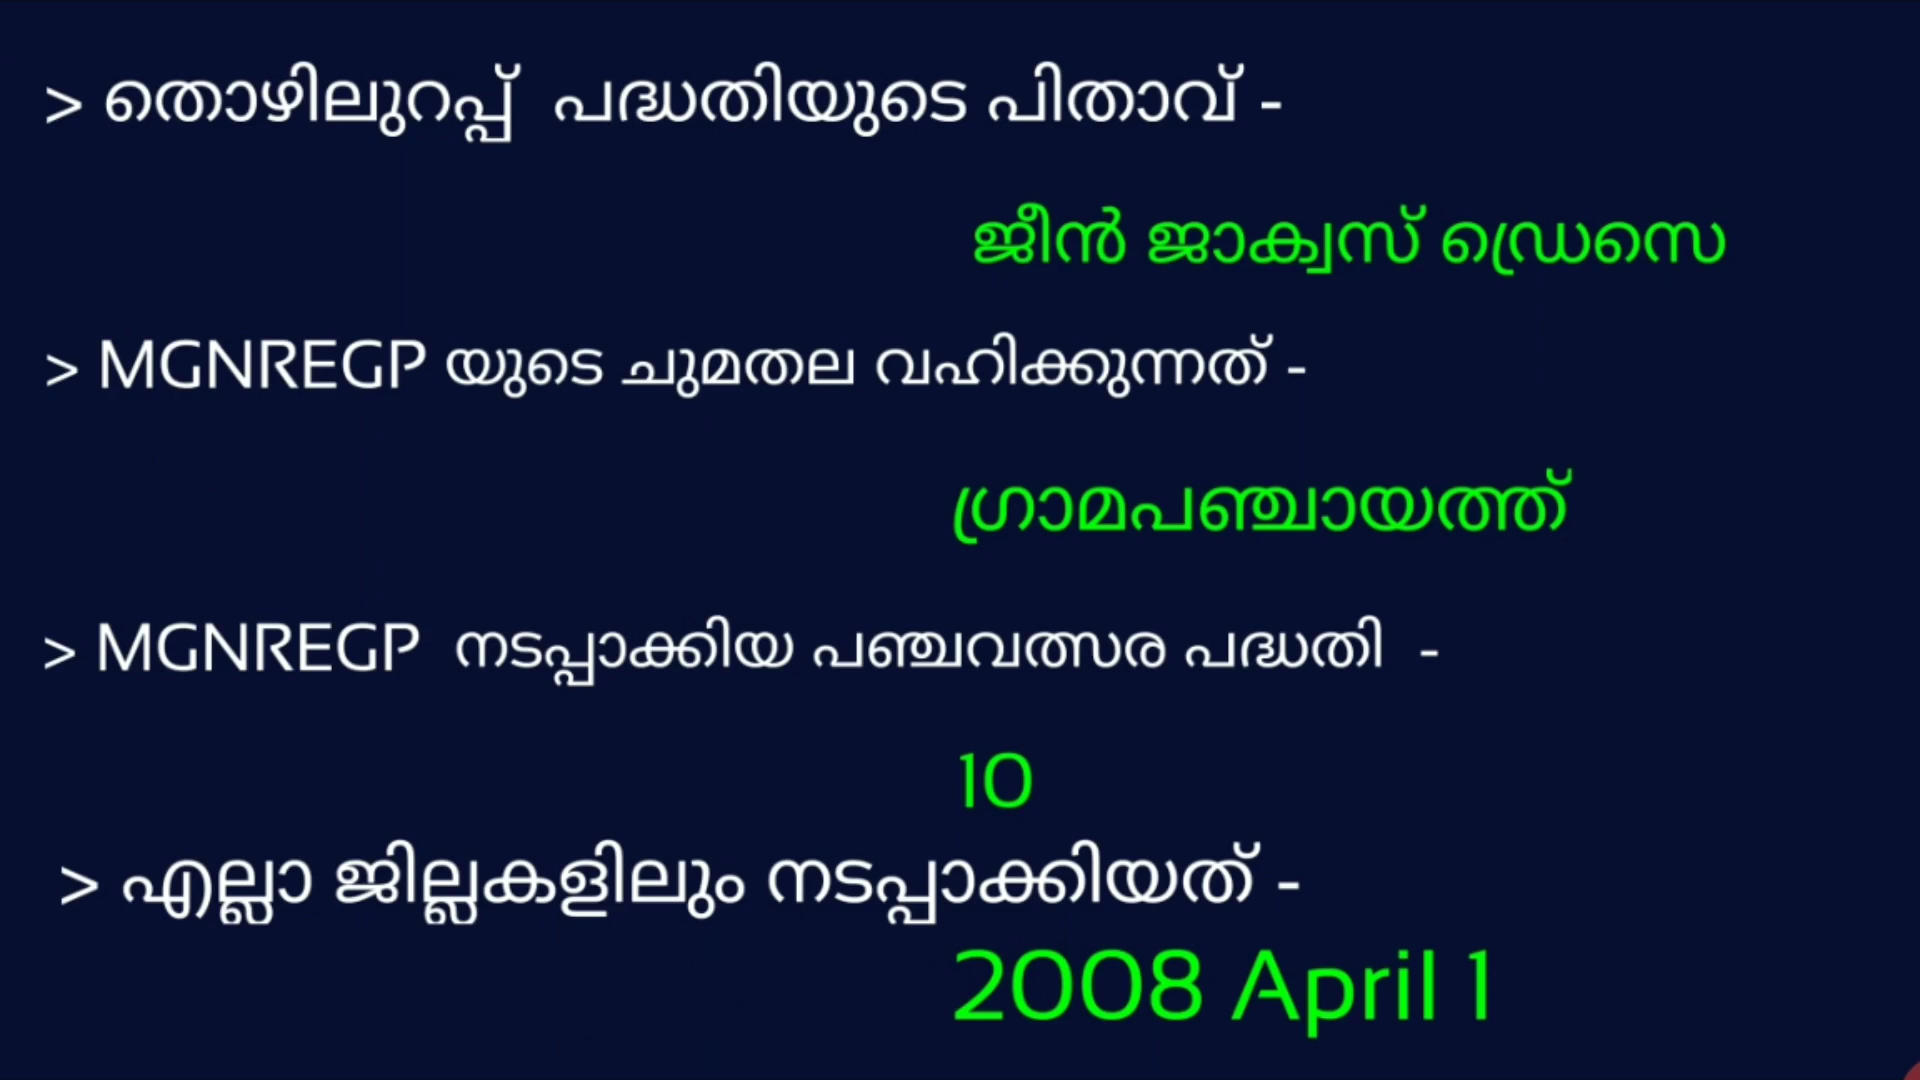 > തൊഴിലുറപ്പ് പദ്ധതിയുടെ പിതാവ് -
ജീൻ ജാക്വസ് ഡ്രെസെ
> MGNREGP യുടെ ചുമതല വഹിക്കുന്നത് -
ഗ്രാമപഞ്ചായത്ത്
> MGNREGP നടപ്പാക്കിയ പഞ്ചവത്സര പദ്ധതി -
10
> എല്ലാ ജില്ലകളിലും നടപ്പാക്കിയത് -
2008 April 1